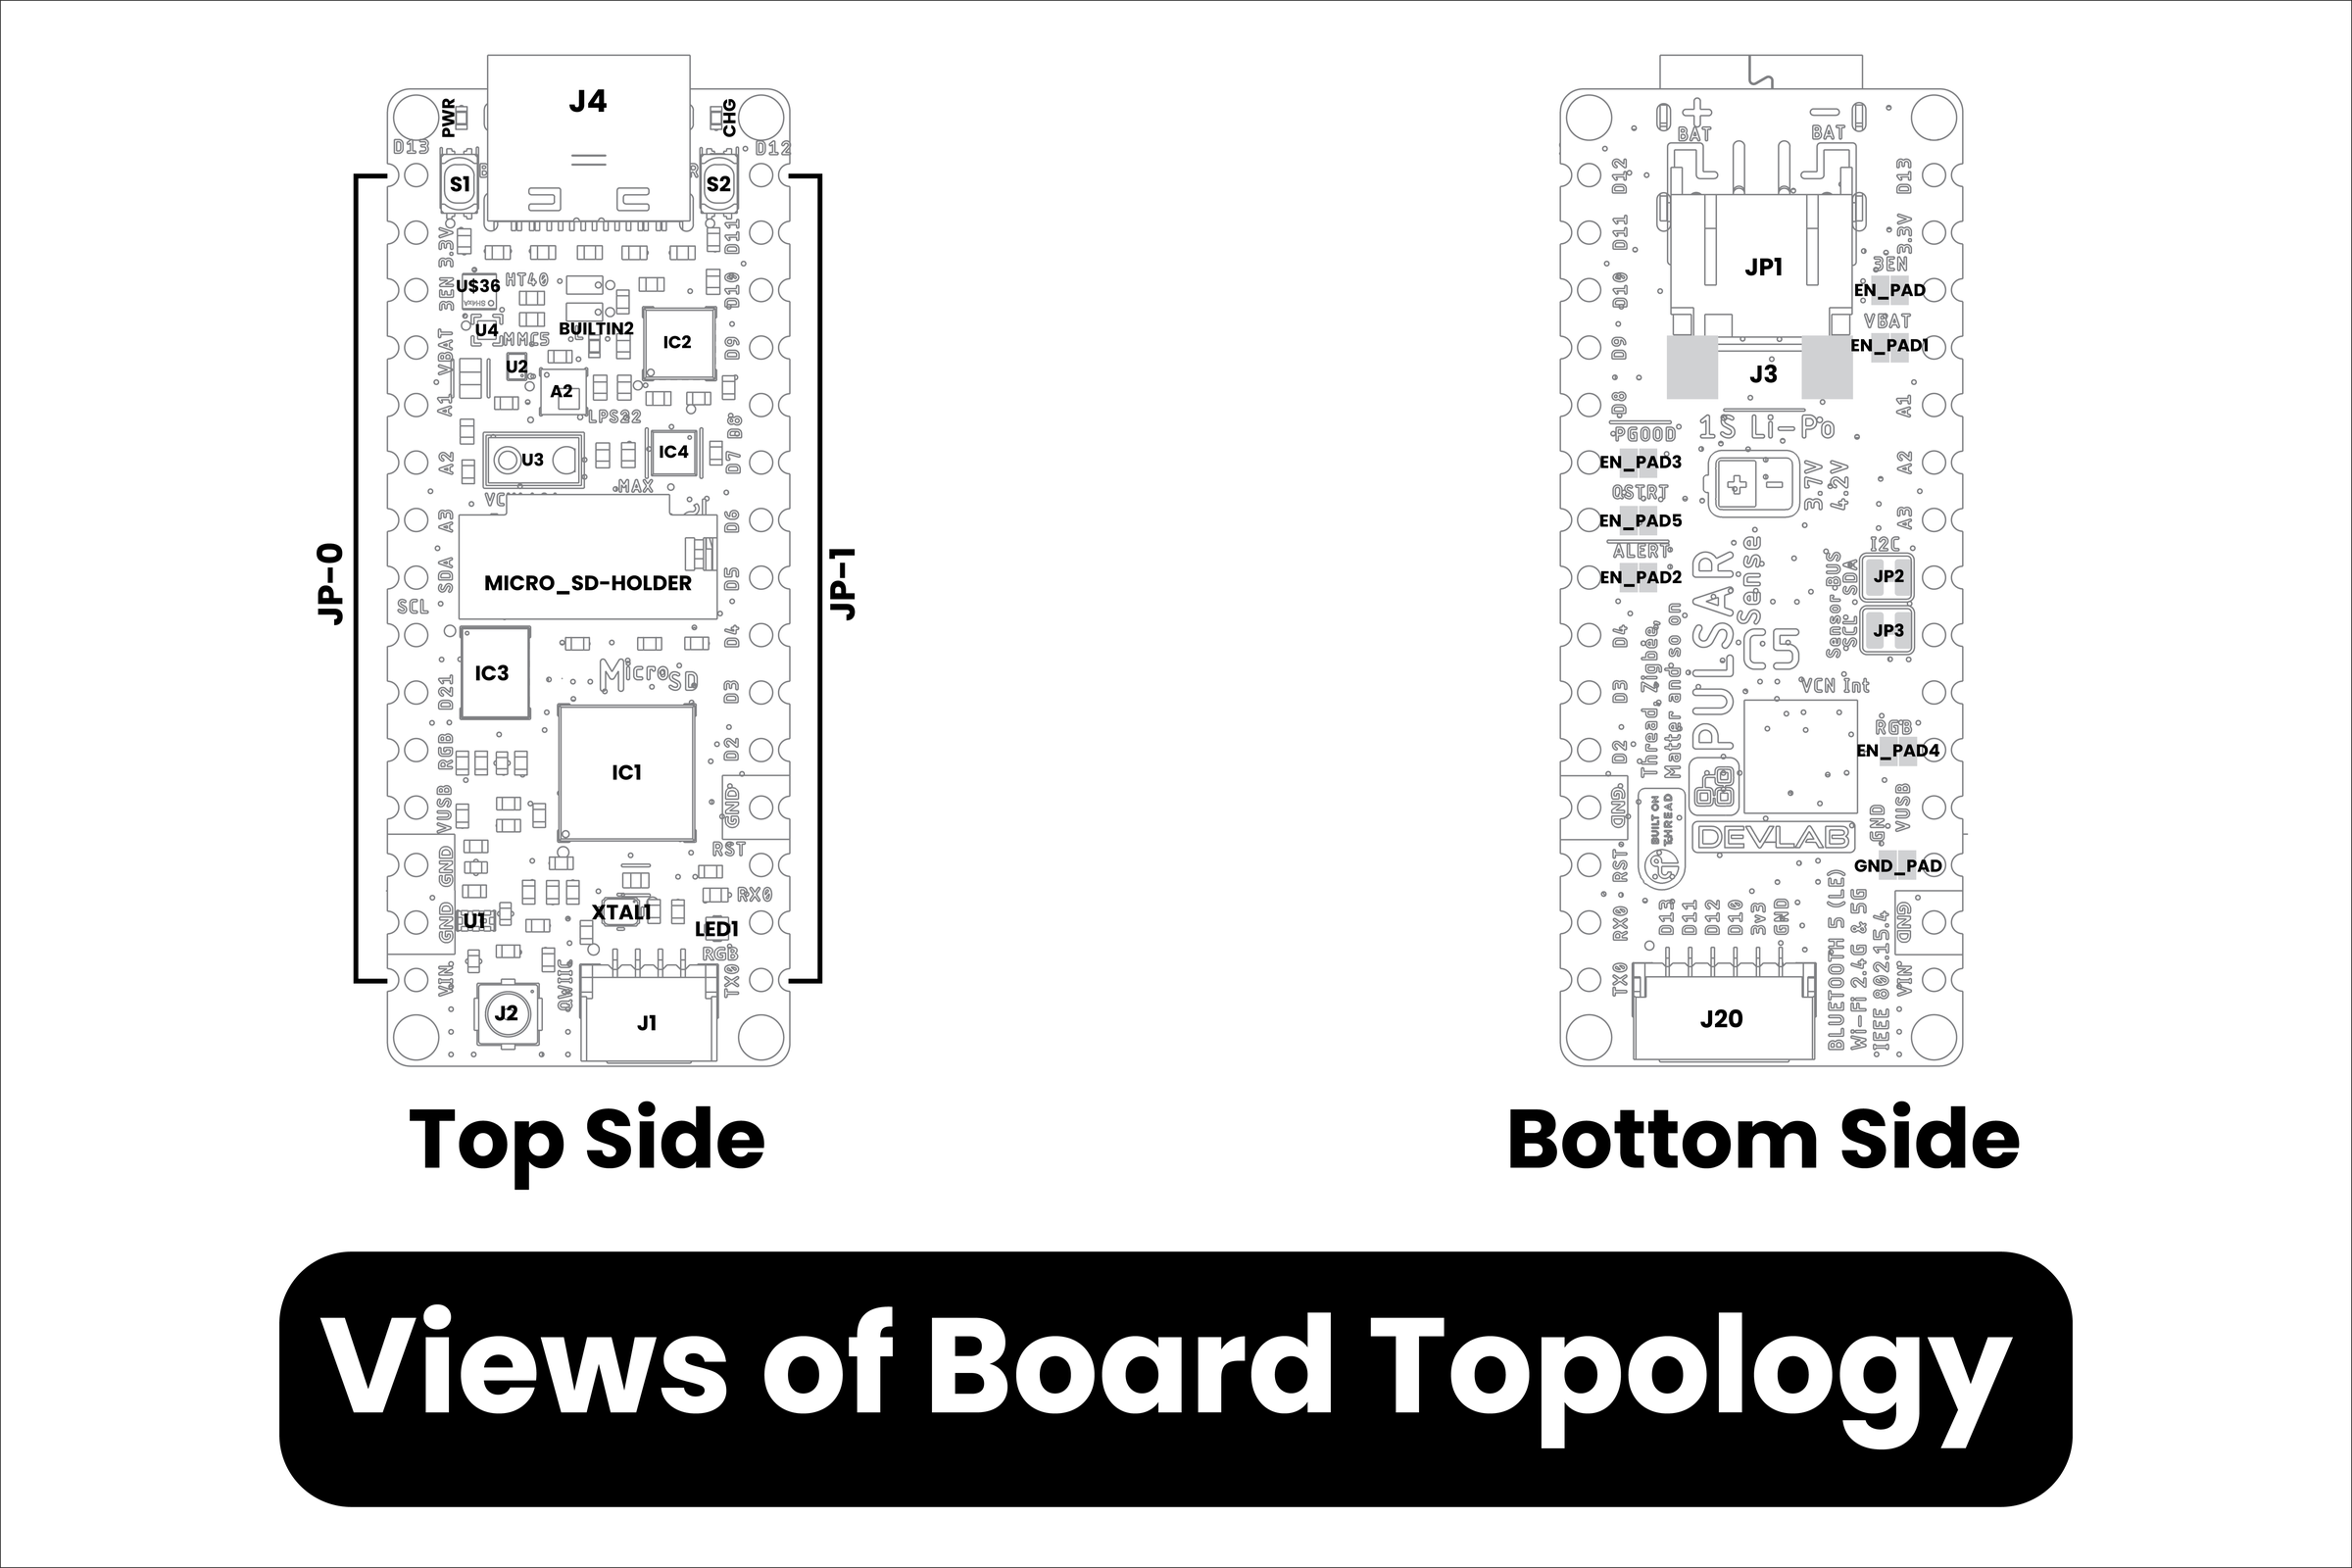 J4
PWR
CHG
D13
D12
S1
S2
B
R
3.3V
D11
3EN
U$36
HT40
D10
U4
MMC5
BUILTIN2
IC2
D9
VBAT
U2
A2
A1
LPS22
D8
U3
IC4
A2
D7
MAX
VC
A3
D6
JP-0
SDA
MICRO_SD-HOLDER
D5
JP-1
SCL
D4
IC3
Micro SD
D21
D3
RGB
IC1
D2
VUSB
GND
GND
RST
RX0
GND
U1
XTAL1
LED1
RGB
VIN
QWIIC
TX0
J2
J1
Top Side
BAT
BAT
D12
D13
D11
3.3V
JP1
3EN
D10
EN_PAD
VBAT
D9
EN_PAD1
J3
D8
A1
PGOOD
1S Li-Po
EN_PAD3
A2
3.7V
4.2V
QSTRT
EN_PAD5
A3
ALERT
I2C
EN_PAD2
Sensor BUS
SDA
JP2
SCL
JP3
PULSAR
Sense
C5
D4
Thread, Zigbee,
Matter and so on
D3
VCN Int
RGB
D2
EN_PAD4
GND
BUILT ON
THREAD
DEVLAB
GND
VUSB
RST
GND_PAD
RX0
D13
D11
D12
D10
3v3
GND
GND
TX0
J20
BLUETOOTH 5 (LE)
Wi-Fi 2.4G & 5G
IEEE 802.15.4
VIN
Bottom Side
Views of Board Topology